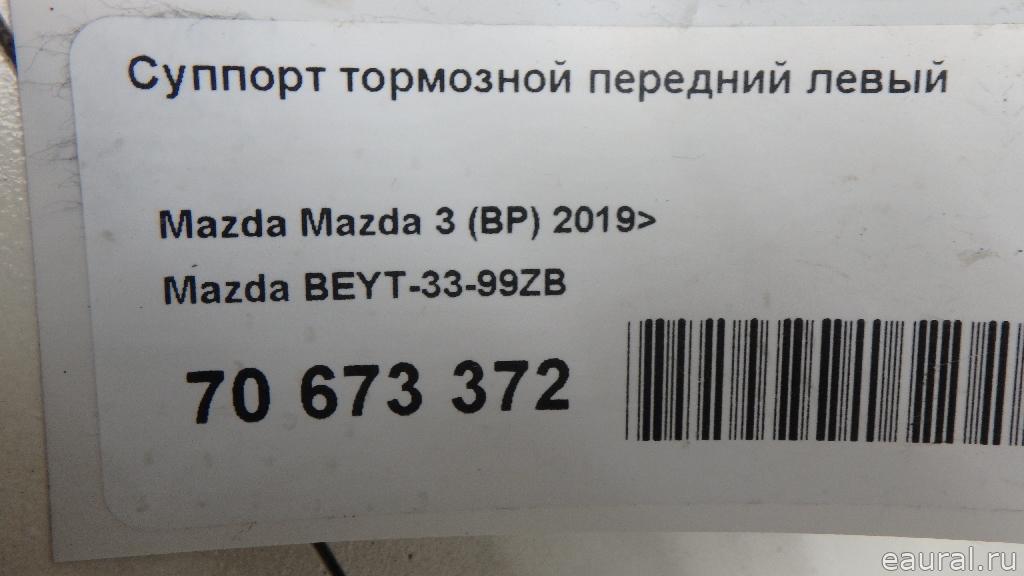 Суппорт тормозной передний левый
Mazda Mazda 3 (BP) 2019>
Mazda BEYT-33-99ZB
70 673 372
eaural.ru